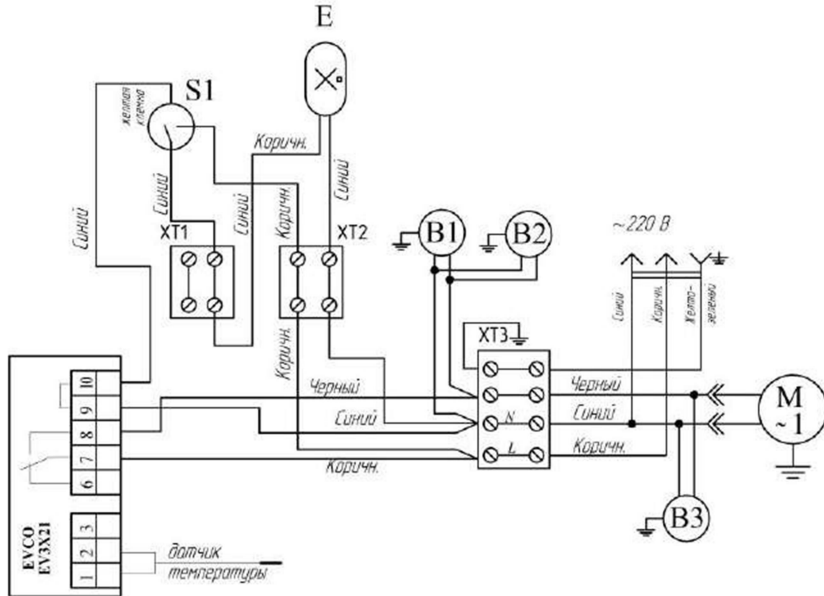 E
S1
желтая
клемма
Коричн.
Синий
Синий
Синий
Коричн.
Синий
XT1
XT2
B1
B2
~220 В
Синий
Коричн.
Желто-
зеленый
XT3
Коричн.
Черный
Черный
M
~1
Синий
N
Синий
L
Коричн.
Коричн.
B3
10
9
8
7
6
3
2
1
EVCO
EV3X21
датчик
температуры